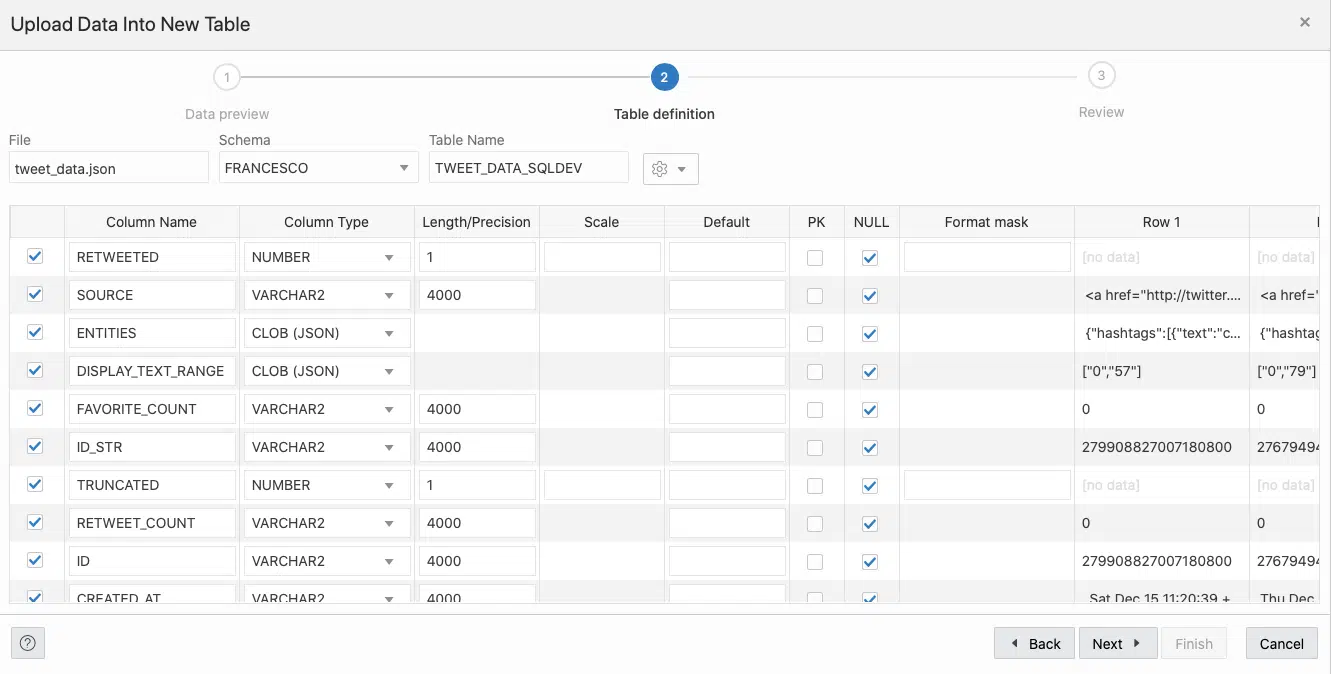 Upload Data Into New Table
1 2 3
Data preview Table definition Review
File Schema Table Name
tweet_data.json FRANCESCO TWEET_DATA_SQLDEV
Column Name Column Type Length/Precision Scale Default PK NULL Format mask Row 1
RETWEETED NUMBER 1 [no data] [no data]
SOURCE VARCHAR2 4000 <a href="http://twitter.... <a href="
ENTITIES CLOB (JSON) {"hashtags":[{"text":"c... {"hashtag
DISPLAY_TEXT_RANGE CLOB (JSON) ["0","57"] ["0","79"]
FAVORITE_COUNT VARCHAR2 4000 0 0
ID_STR VARCHAR2 4000 279908827007180800 27679494
TRUNCATED NUMBER 1 [no data] [no data]
RETWEET_COUNT VARCHAR2 4000 0 0
ID VARCHAR2 4000 279908827007180800 27679494
CREATED_AT VARCHAR2 4000 Sat Dec 15 11:20:39 + Thu Dec
Back Next Finish Cancel